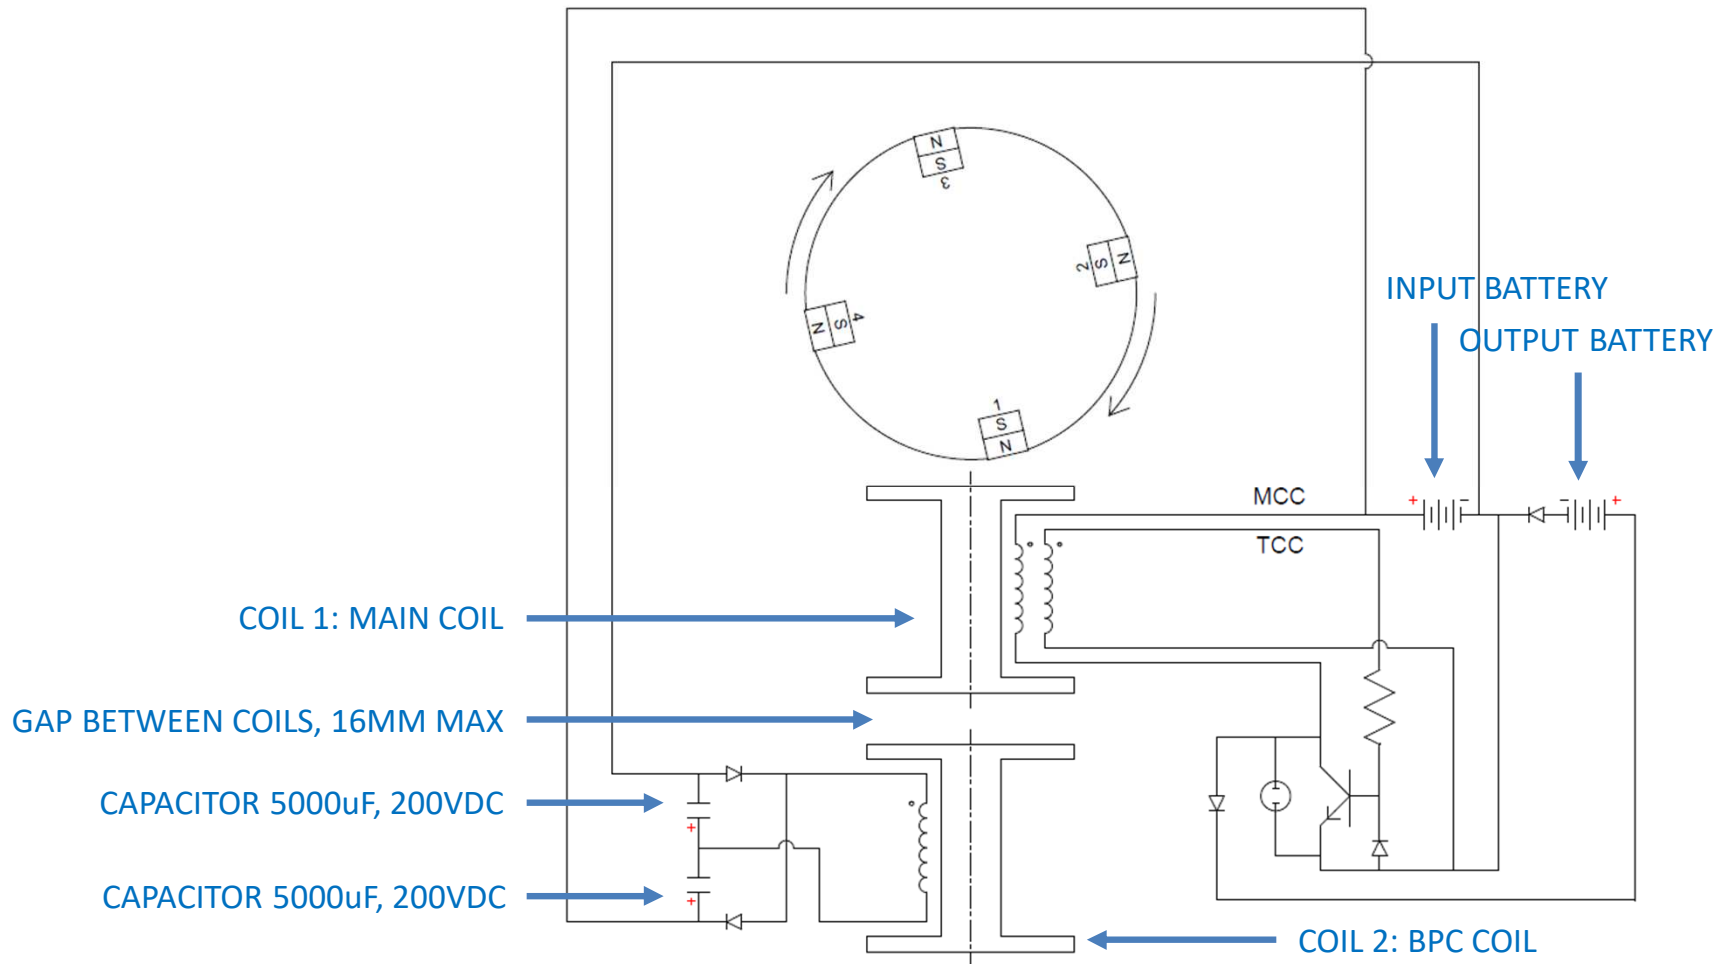 N
S
3
2
S
N
N
S
4
1
S
N
INPUT BATTERY
OUTPUT BATTERY
MCC
+
-
-
+
TCC
COIL 1: MAIN COIL
GAP BETWEEN COILS, 16MM MAX
CAPACITOR 5000uF, 200VDC
+
CAPACITOR 5000uF, 200VDC
+
COIL 2: BPC COIL